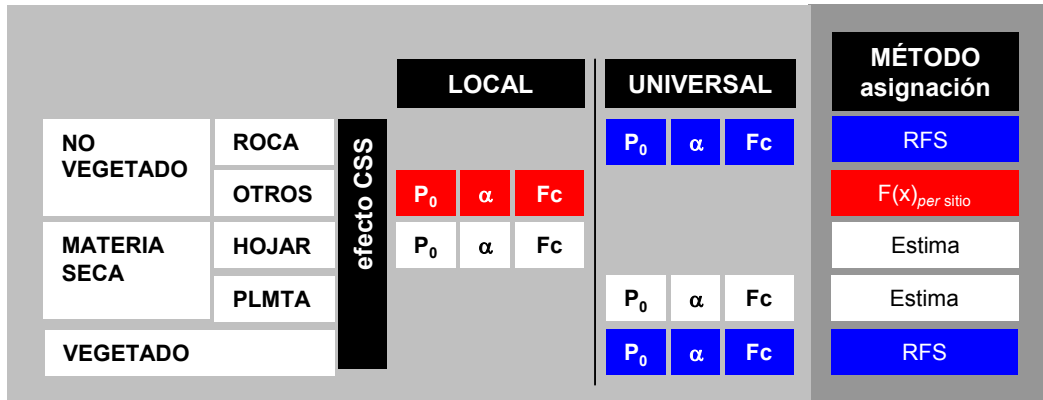 MÉTODO
asignación
LOCAL
UNIVERSAL
NO
VEGETADO
ROCA
efecto CSS
P₀ α Fc
RFS
OTROS
P₀ α Fc
F(x)per sitio
MATERIA
SECA
HOJAR
P₀ α Fc
Estima
PLMTA
P₀ α Fc
Estima
VEGETADO
P₀ α Fc
RFS